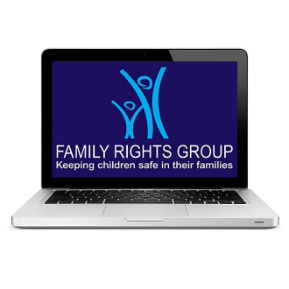 FAMILY RIGHTS GROUP
Keeping children safe in their families